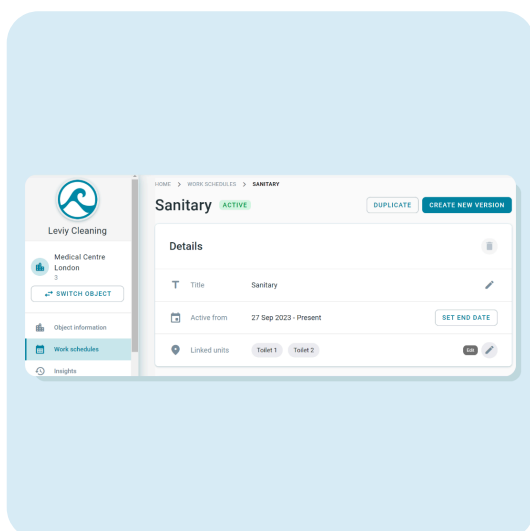 HOME > WORK SCHEDULES > SANITARY
Sanitary ACTIVE
DUPLICATE CREATE NEW VERSION
Leviy Cleaning
Medical Centre
London
3
SWITCH OBJECT
Object information
Work schedules
Insights
Details
Title Sanitary
Active from 27 Sep 2023 - Present SET END DATE
Linked units Toilet 1 Toilet 2 Edit